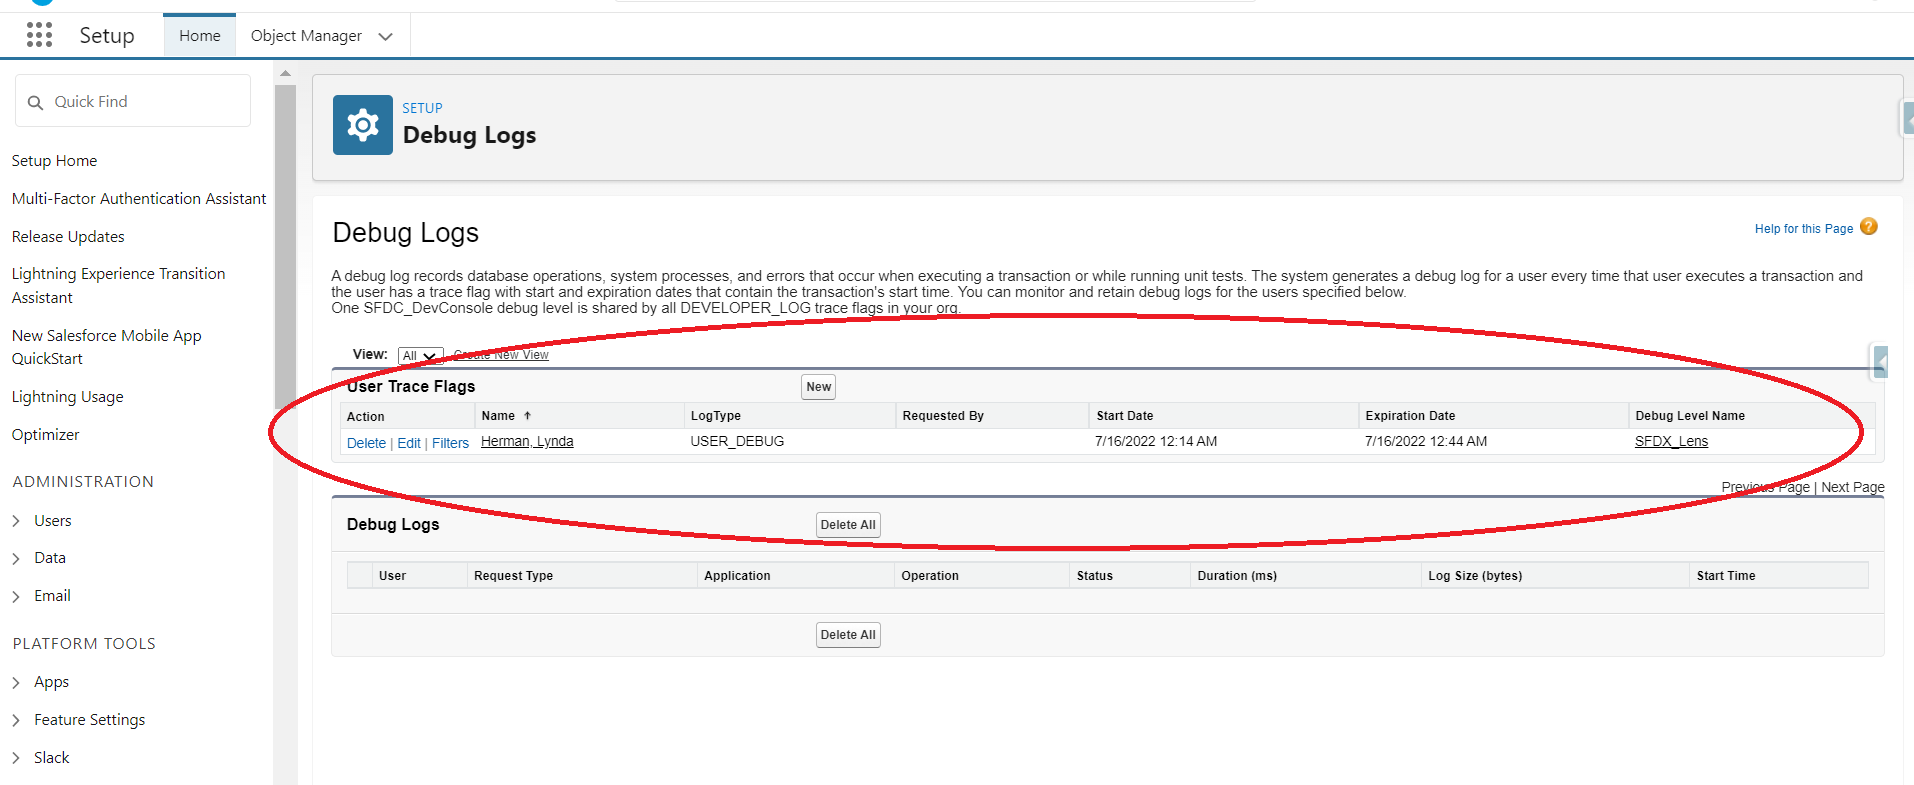 Setup
Home
Object Manager
Quick Find
Setup Home
Multi-Factor Authentication Assistant
Release Updates
Lightning Experience Transition
Assistant
New Salesforce Mobile App
QuickStart
Lightning Usage
Optimizer
ADMINISTRATION
Users
Data
Email
PLATFORM TOOLS
Apps
Feature Settings
Slack
SETUP
Debug Logs
Debug Logs
Help for this Page ?
A debug log records database operations, system processes, and errors that occur when executing a transaction or while running unit tests. The system generates a debug log for a user every time that user executes a transaction and
the user has a trace flag with start and expiration dates that contain the transaction's start time. You can monitor and retain debug logs for the users specified below.
One SFDC_DevConsole debug level is shared by all DEVELOPER_LOG trace flags in your org.
View: All Create New View
User Trace Flags New
Action Name ↑ LogType Requested By Start Date Expiration Date Debug Level Name
Delete | Edit | Filters Herman, Lynda USER_DEBUG 7/16/2022 12:14 AM 7/16/2022 12:44 AM SFDX_Lens
Previous Page | Next Page
Debug Logs Delete All
User Request Type Application Operation Status Duration (ms) Log Size (bytes) Start Time
Delete All